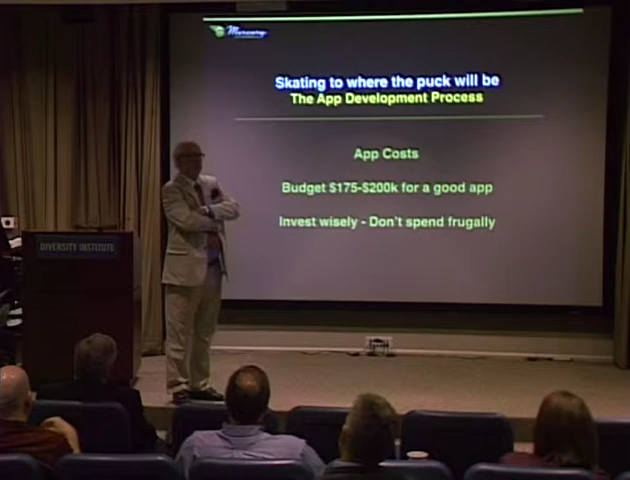 Mercury
Skating to where the puck will be
The App Development Process
App Costs
Budget $175-$200k for a good app
Invest wisely - Don't spend frugally
DIVERSITY INSTITUTE